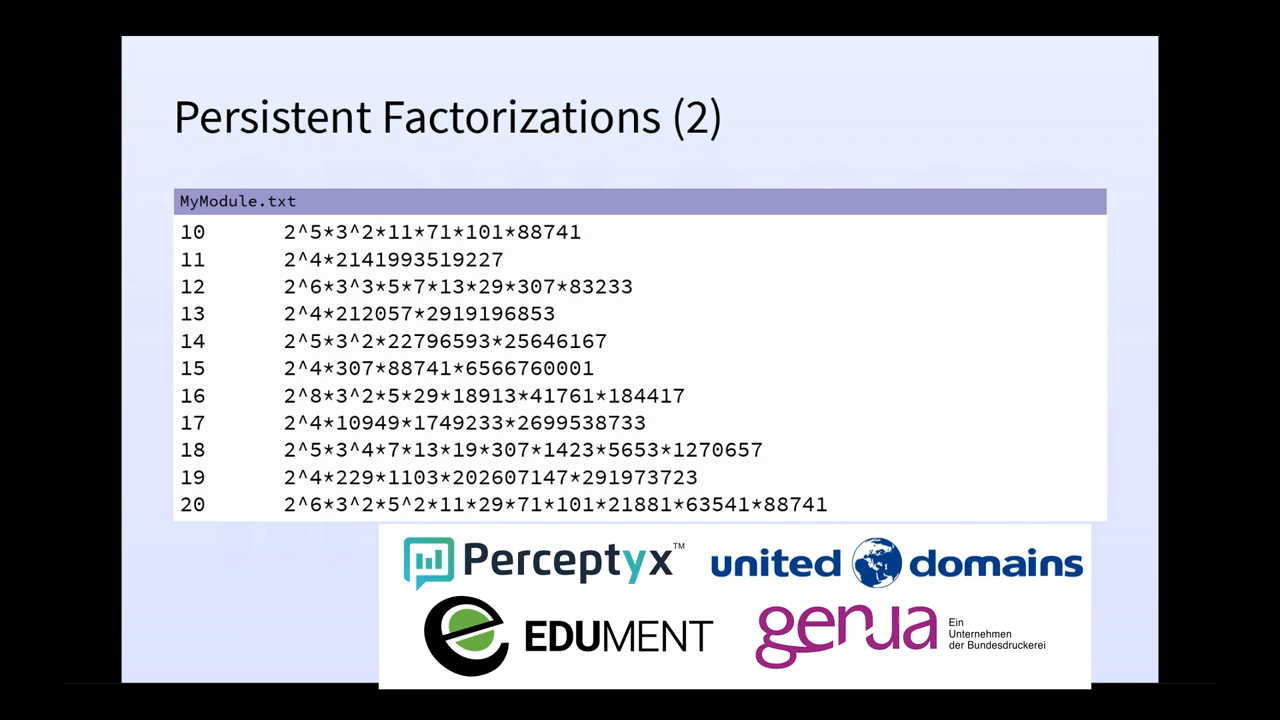 Persistent Factorizations (2)
MyModule.txt
10 2^5*3^2*11*71*101*88741
11 2^4*2141993519227
12 2^6*3^3*5*7*13*29*307*83233
13 2^4*212057*2919196853
14 2^5*3^2*22796593*25646167
15 2^4*307*88741*6566760001
16 2^8*3^2*5*29*18913*41761*184417
17 2^4*10949*1749233*2699538733
18 2^5*3^4*7*13*19*307*1423*5653*1270657
19 2^4*229*1103*202607147*291973723
20 2^6*3^2*5^2*11*29*71*101*21881*63541*88741
Perceptyx™ united domains
EDUMENT genua Ein
Unternehmen
der Bundesdruckerei